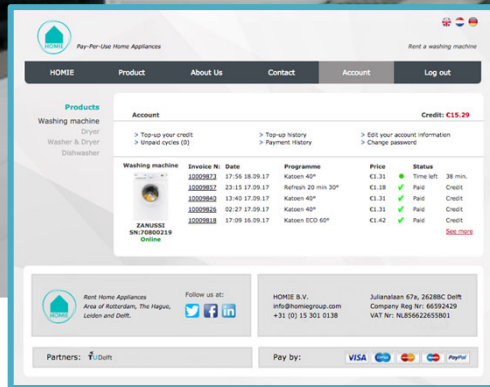 HOMIE
Pay-Per-Use Home Appliances
Rent a washing machine
HOMIE Product About Us Contact Account Log out
Products
Washing machine
Dryer
Washer & Dryer
Dishwasher
Account Credit: €15.29
> Top-up your credit > Top-up history > Edit your account information
> Unpaid cycles (0) > Payment History > Change password
Washing machine Invoice N: Date Programme Price Status
10009873 17:56 18.09.17 Katoen 40° €1.31 Time left 38 min.
10009857 23:15 17.09.17 Refresh 20 min 30° €1.18 Paid Credit
10009840 13:40 17.09.17 Katoen 40° €1.31 Paid Credit
10009826 02:27 17.09.17 Katoen 40° €1.31 Paid Credit
10009818 17:09 16.09.17 Katoen ECO 60° €1.42 Paid Credit
ZANUSSI
SN:70800219
Online
See more
HOMIE
Rent Home Appliances
Area of Rotterdam, The Hague,
Leiden and Delft.
Follow us at:
HOMIE B.V.
info@homiegroup.com
+31 (0) 15 301 0138
Julianalaan 67a, 2628BC Delft
Company Reg Nr: 66592429
VAT Nr: NL856622655B01
Partners: TUDelft
Pay by: VISA PayPal